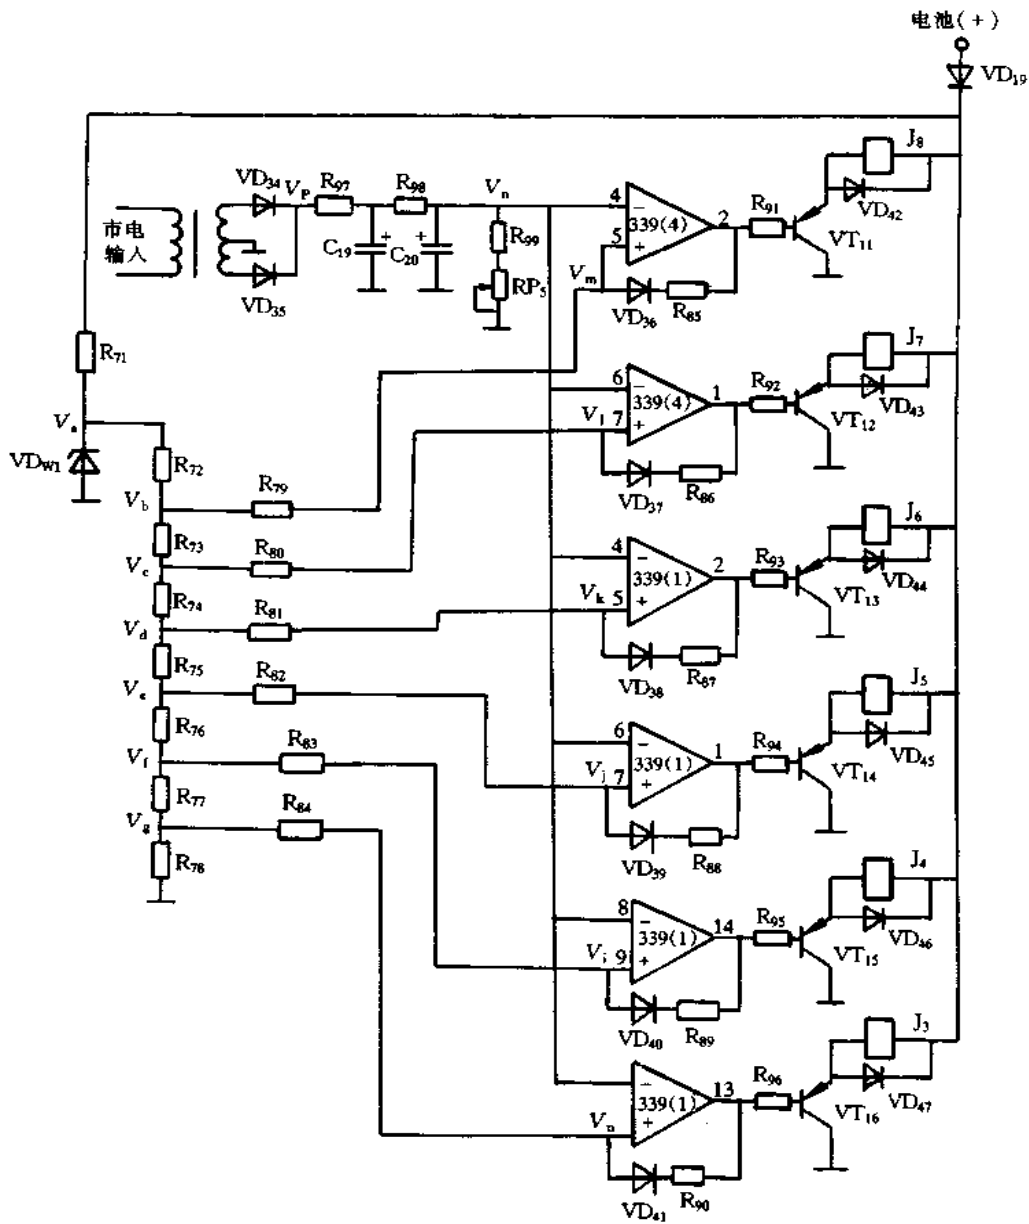 电池(+)
VD19
J8
VD34
VP
R97
R98
Vn
4
−
339(4)
2
R91
VD42
市电
输入
C19
+
C20
+
R99
5
+
VT11
Vm
RP5
VD35
VD36
R85
J7
R71
6
−
339(4)
1
R92
VD43
Va
Vl
7
+
VT12
VDW1
R72
VD37
R86
R79
Vb
J6
R73
R80
4
−
2
R93
VD44
Vc
339(1)
VT13
R74
R81
Vk
5
+
Vd
R75
R82
VD38
R87
J5
Ve
R76
R83
6
−
339(1)
1
R94
VD45
Vf
Vj
7
+
VT14
R77
R84
Vg
VD39
R88
R78
J4
8
−
14
R95
VD46
339(1)
Vi
9
+
VT15
VD40
R89
J3
−
13
R96
VD47
339(1)
VT16
+
VD41
R90